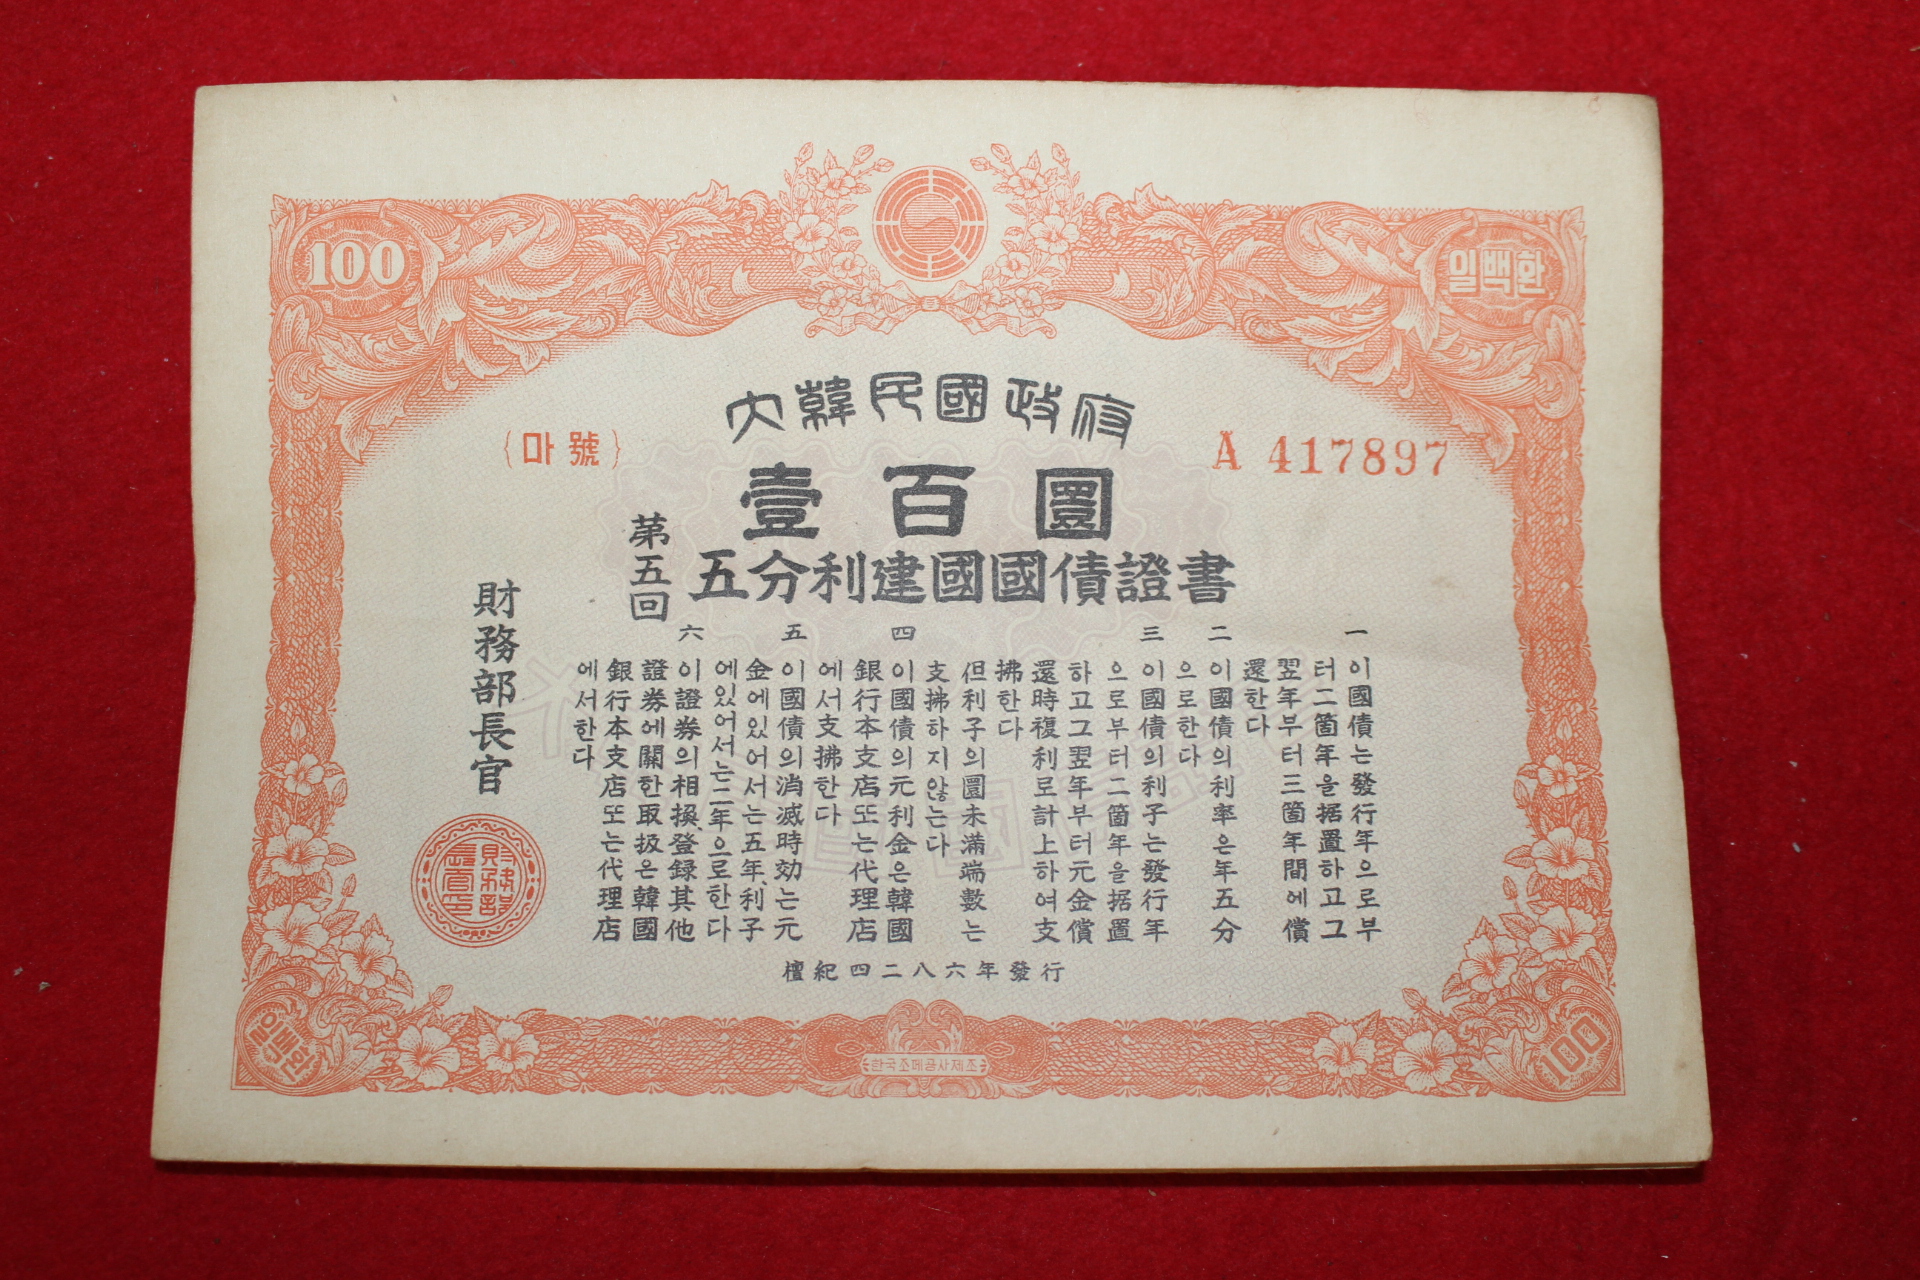 100
일백환
大韓民國政府
{마號}
A 417897
壹百圜
第五回
五分利建國國債證書
一 이國債는發行年으로부
터二箇年을据置하고그
翌年부터三箇年間에償
還한다
二 이國債의利率은年五分
으로한다
三 이國債의利子는發行年
으로부터二箇年을据置
하고그翌年부터元金償
還時複利로計上하여支
拂한다
但利子의圜未滿端數는
支拂하지않는다
四 이國債의元利金은韓國
銀行本支店또는代理店
에서支拂한다
五 이國債의消滅時効는元
金에있어서는五年、利子
에있어서는二年으로한다
六 이證券의相換、登録其他
證券에關한取扱은韓國
銀行本支店또는代理店
에서한다
財務部長官
檀紀四二八六年發行
일백환
한국조폐공사제조
100